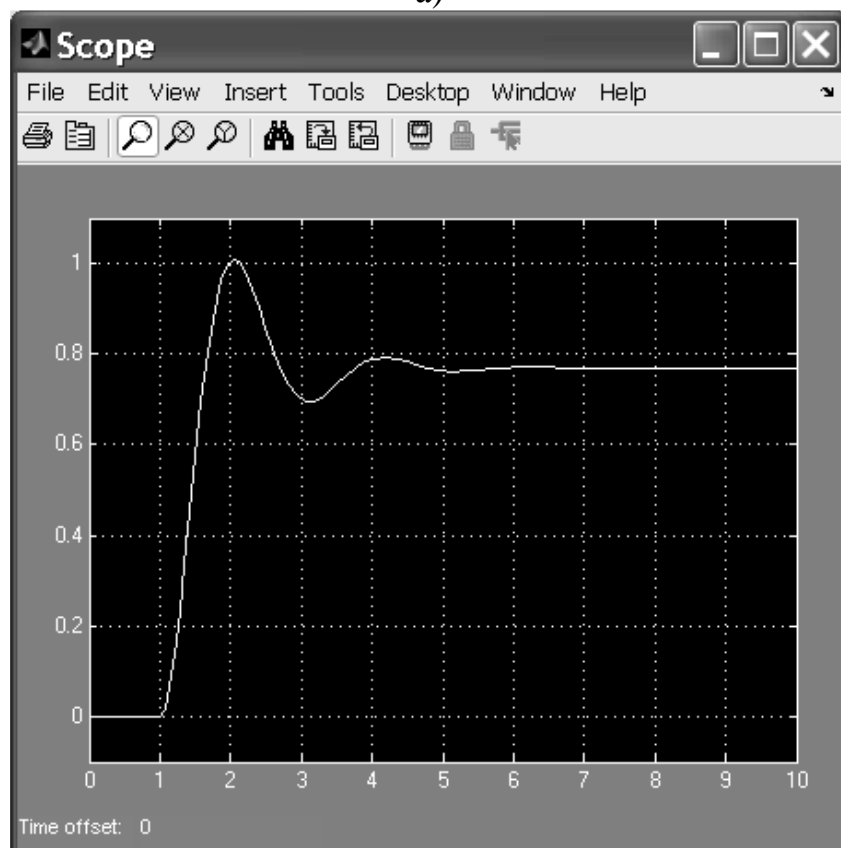 a)
Scope
File Edit View Insert Tools Desktop Window Help
1
0.8
0.6
0.4
0.2
0
0 1 2 3 4 5 6 7 8 9 10
Time offset: 0